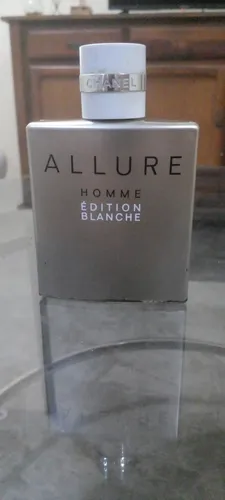 CHANEL
ALLURE
HOMME
ÉDITION
BLANCHE